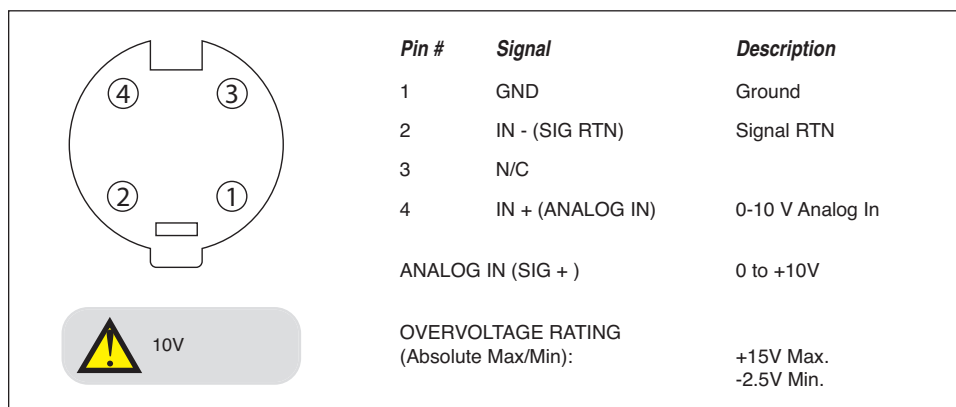 4 3
2 1
10V
Pin # Signal Description
1 GND Ground
2 IN - (SIG RTN) Signal RTN
3 N/C
4 IN + (ANALOG IN) 0-10 V Analog In
ANALOG IN (SIG + ) 0 to +10V
OVERVOLTAGE RATING
(Absolute Max/Min): +15V Max.
-2.5V Min.